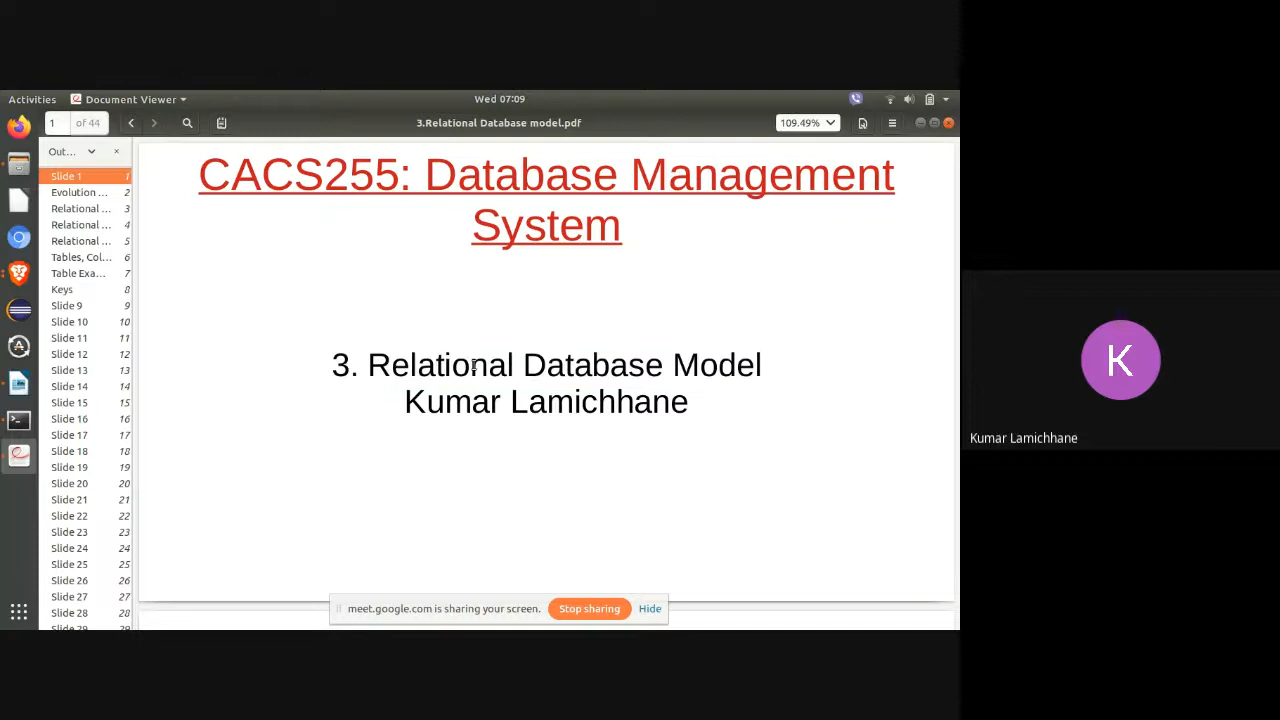 Activities Document Viewer Wed 07:09
1 of 44 3.Relational Database model.pdf 109.49%
Out...
Slide 1 1
Evolution ... 2
Relational ... 3
Relational ... 4
Relational ... 5
Tables, Col... 6
Table Exa... 7
Keys 8
Slide 9 9
Slide 10 10
Slide 11 11
Slide 12 12
Slide 13 13
Slide 14 14
Slide 15 15
Slide 16 16
Slide 17 17
Slide 18 18
Slide 19 19
Slide 20 20
Slide 21 21
Slide 22 22
Slide 23 23
Slide 24 24
Slide 25 25
Slide 26 26
Slide 27 27
Slide 28 28
Slide 29 29
CACS255: Database Management
System
3. Relational Database Model
Kumar Lamichhane
meet.google.com is sharing your screen. Stop sharing Hide
K
Kumar Lamichhane